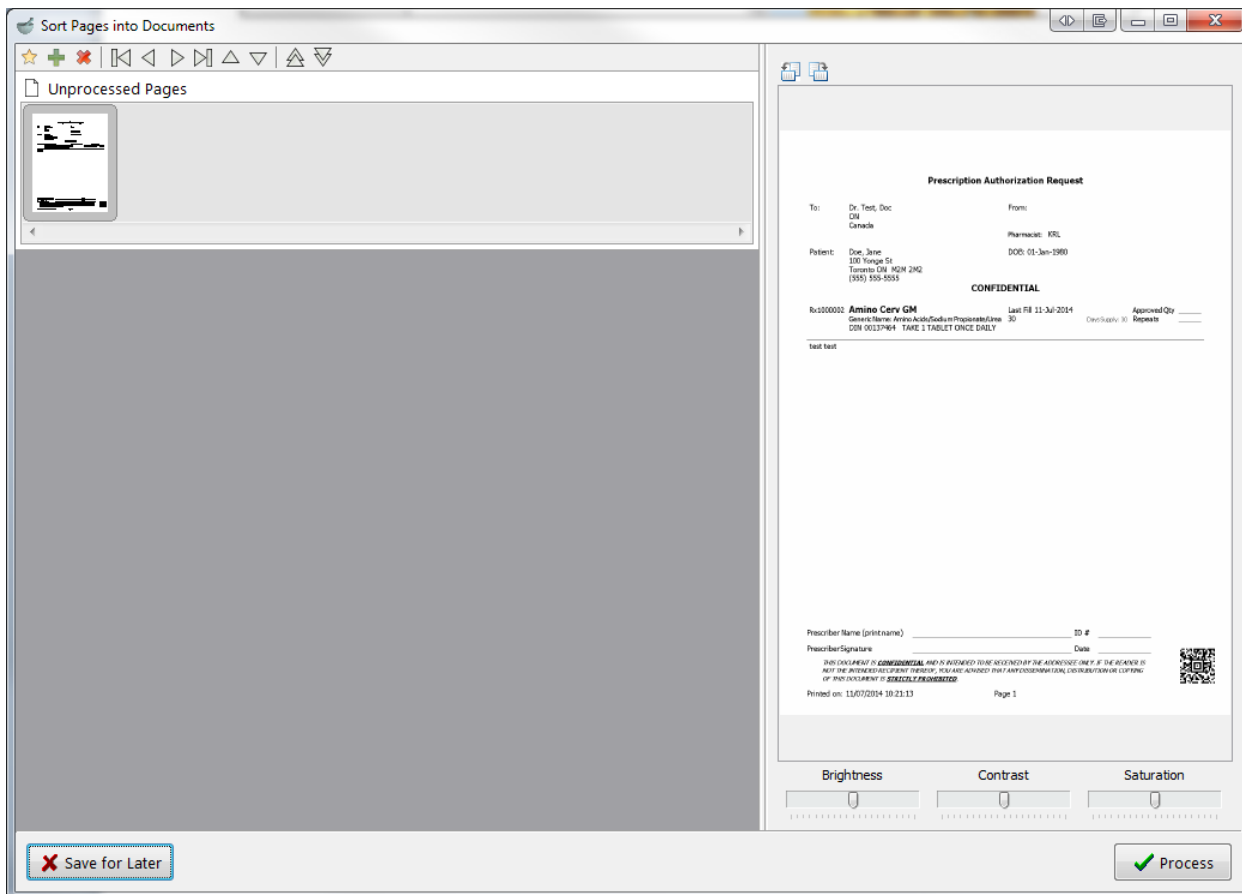 Sort Pages into Documents
Unprocessed Pages
Prescription Authorization Request
To: Dr. Test, Doc From:
ON
Canada
Pharmacist: KRL
Patient: Doe, Jane DOB: 01-Jan-1980
100 Yonge St
Toronto ON M2M 2M2
(555) 555-5555
CONFIDENTIAL
Rx1000002 Amino Cerv GM Last Fill 11-Jul-2014 Approved Qty
Generic Name: Amino Acids/Sodium Propionate/Urea 30 Days Supply: 30 Repeats
DIN 00137464 TAKE 1 TABLET ONCE DAILY
test test
Prescriber Name (print name) ID #
Prescriber Signature Date
THIS DOCUMENT IS CONFIDENTIAL AND IS INTENDED TO BE RECEIVED BY THE ADDRESSEE ONLY. IF THE READER IS
NOT THE INTENDED RECIPIENT THEREOF, YOU ARE ADVISED THAT ANY DISSEMINATION, DISTRIBUTION OR COPYING
OF THIS DOCUMENT IS STRICTLY PROHIBITED.
Printed on: 11/07/2014 10:21:13 Page 1
Brightness Contrast Saturation
Save for Later Process